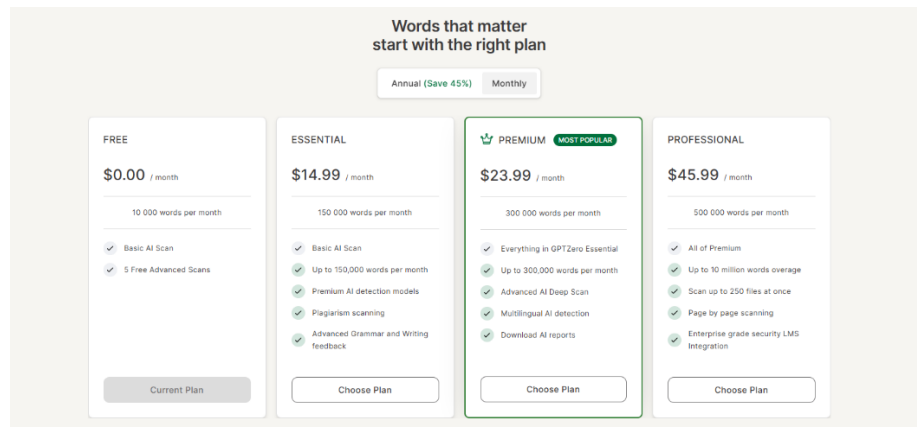 Words that matter
start with the right plan
Annual (Save 45%) Monthly
FREE
$0.00 / month
10 000 words per month
Basic AI Scan
5 Free Advanced Scans
Current Plan
ESSENTIAL
$14.99 / month
150 000 words per month
Basic AI Scan
Up to 150,000 words per month
Premium AI detection models
Plagiarism scanning
Advanced Grammar and Writing
feedback
Choose Plan
PREMIUM MOST POPULAR
$23.99 / month
300 000 words per month
Everything in GPTZero Essential
Up to 300,000 words per month
Advanced AI Deep Scan
Multilingual AI detection
Download AI reports
Choose Plan
PROFESSIONAL
$45.99 / month
500 000 words per month
All of Premium
Up to 10 million words overage
Scan up to 250 files at once
Page by page scanning
Enterprise grade security LMS
Integration
Choose Plan